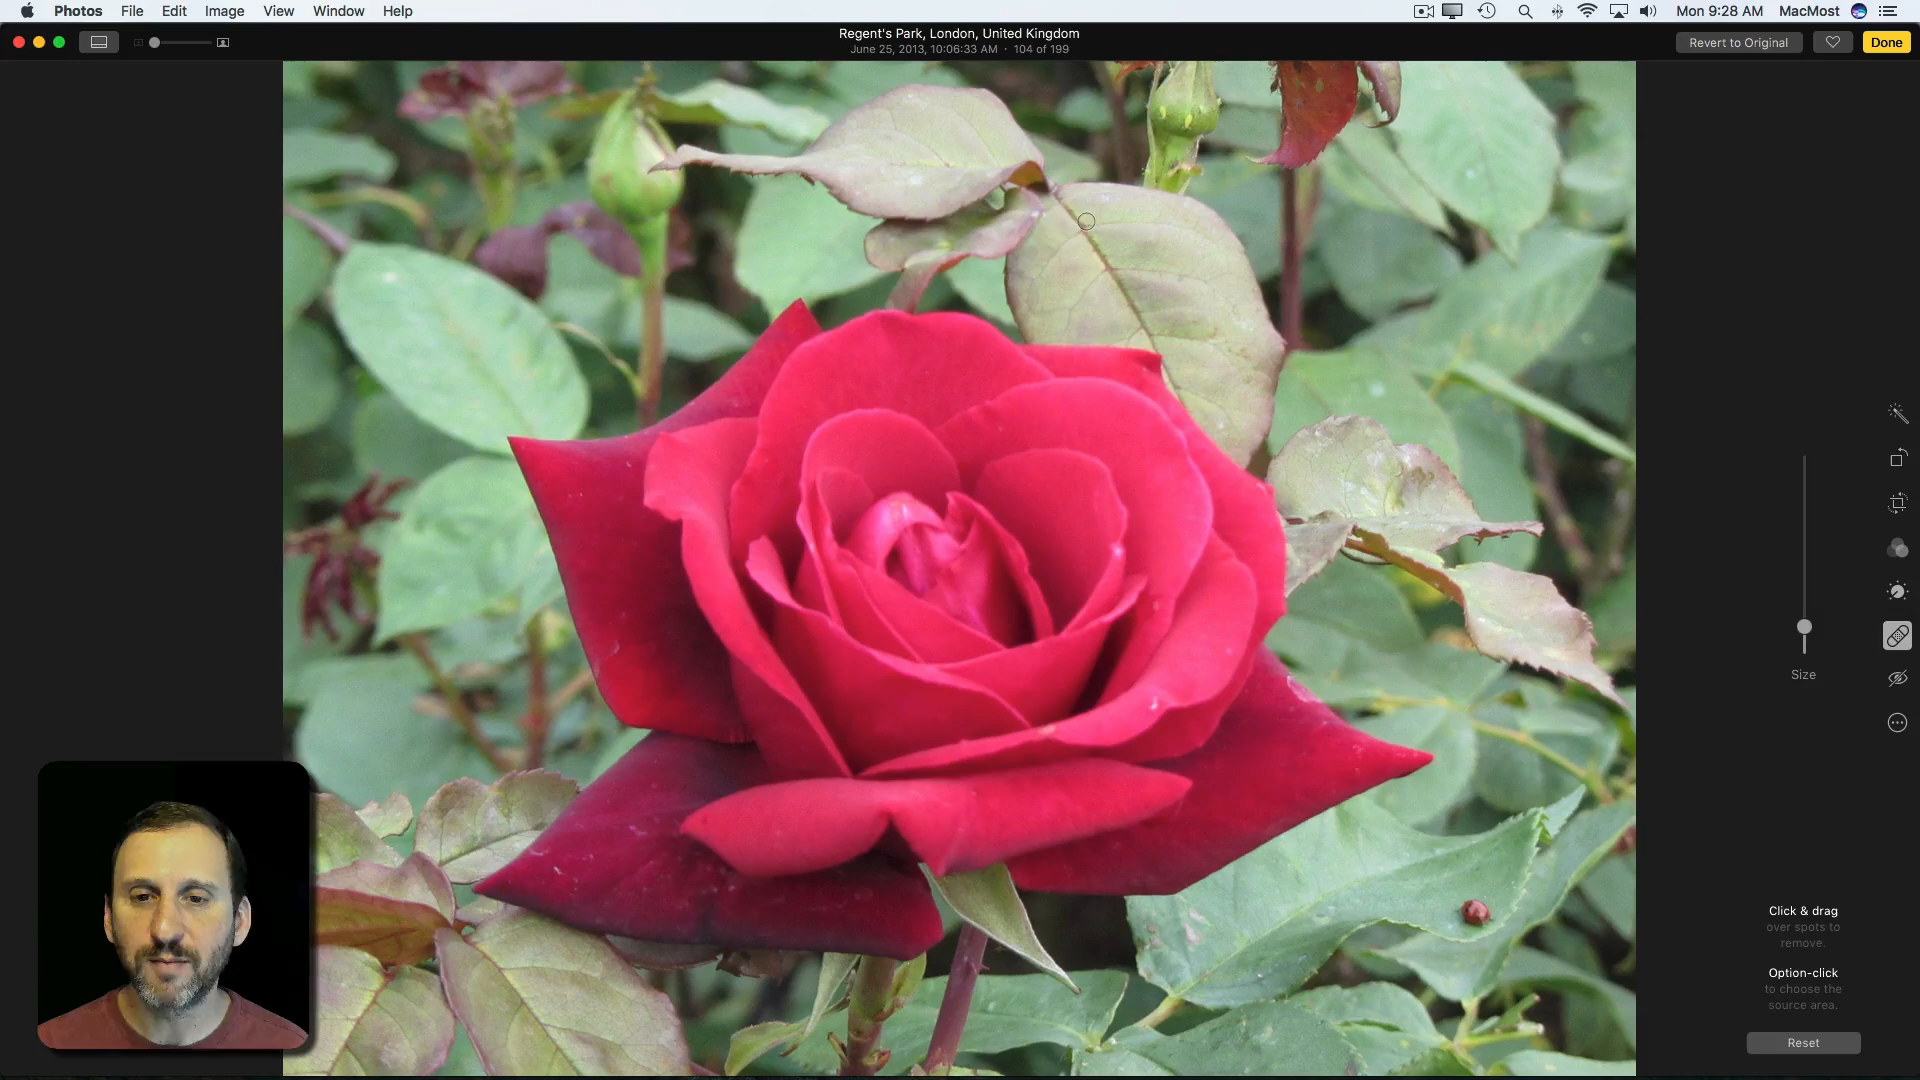 Photos File Edit Image View Window Help
Mon 9:28 AM MacMost
Regent's Park, London, United Kingdom
June 25, 2013, 10:06:33 AM · 104 of 199
Revert to Original
Done
Size
Click & drag
over spots to
remove.
Option-click
to choose the
source area.
Reset